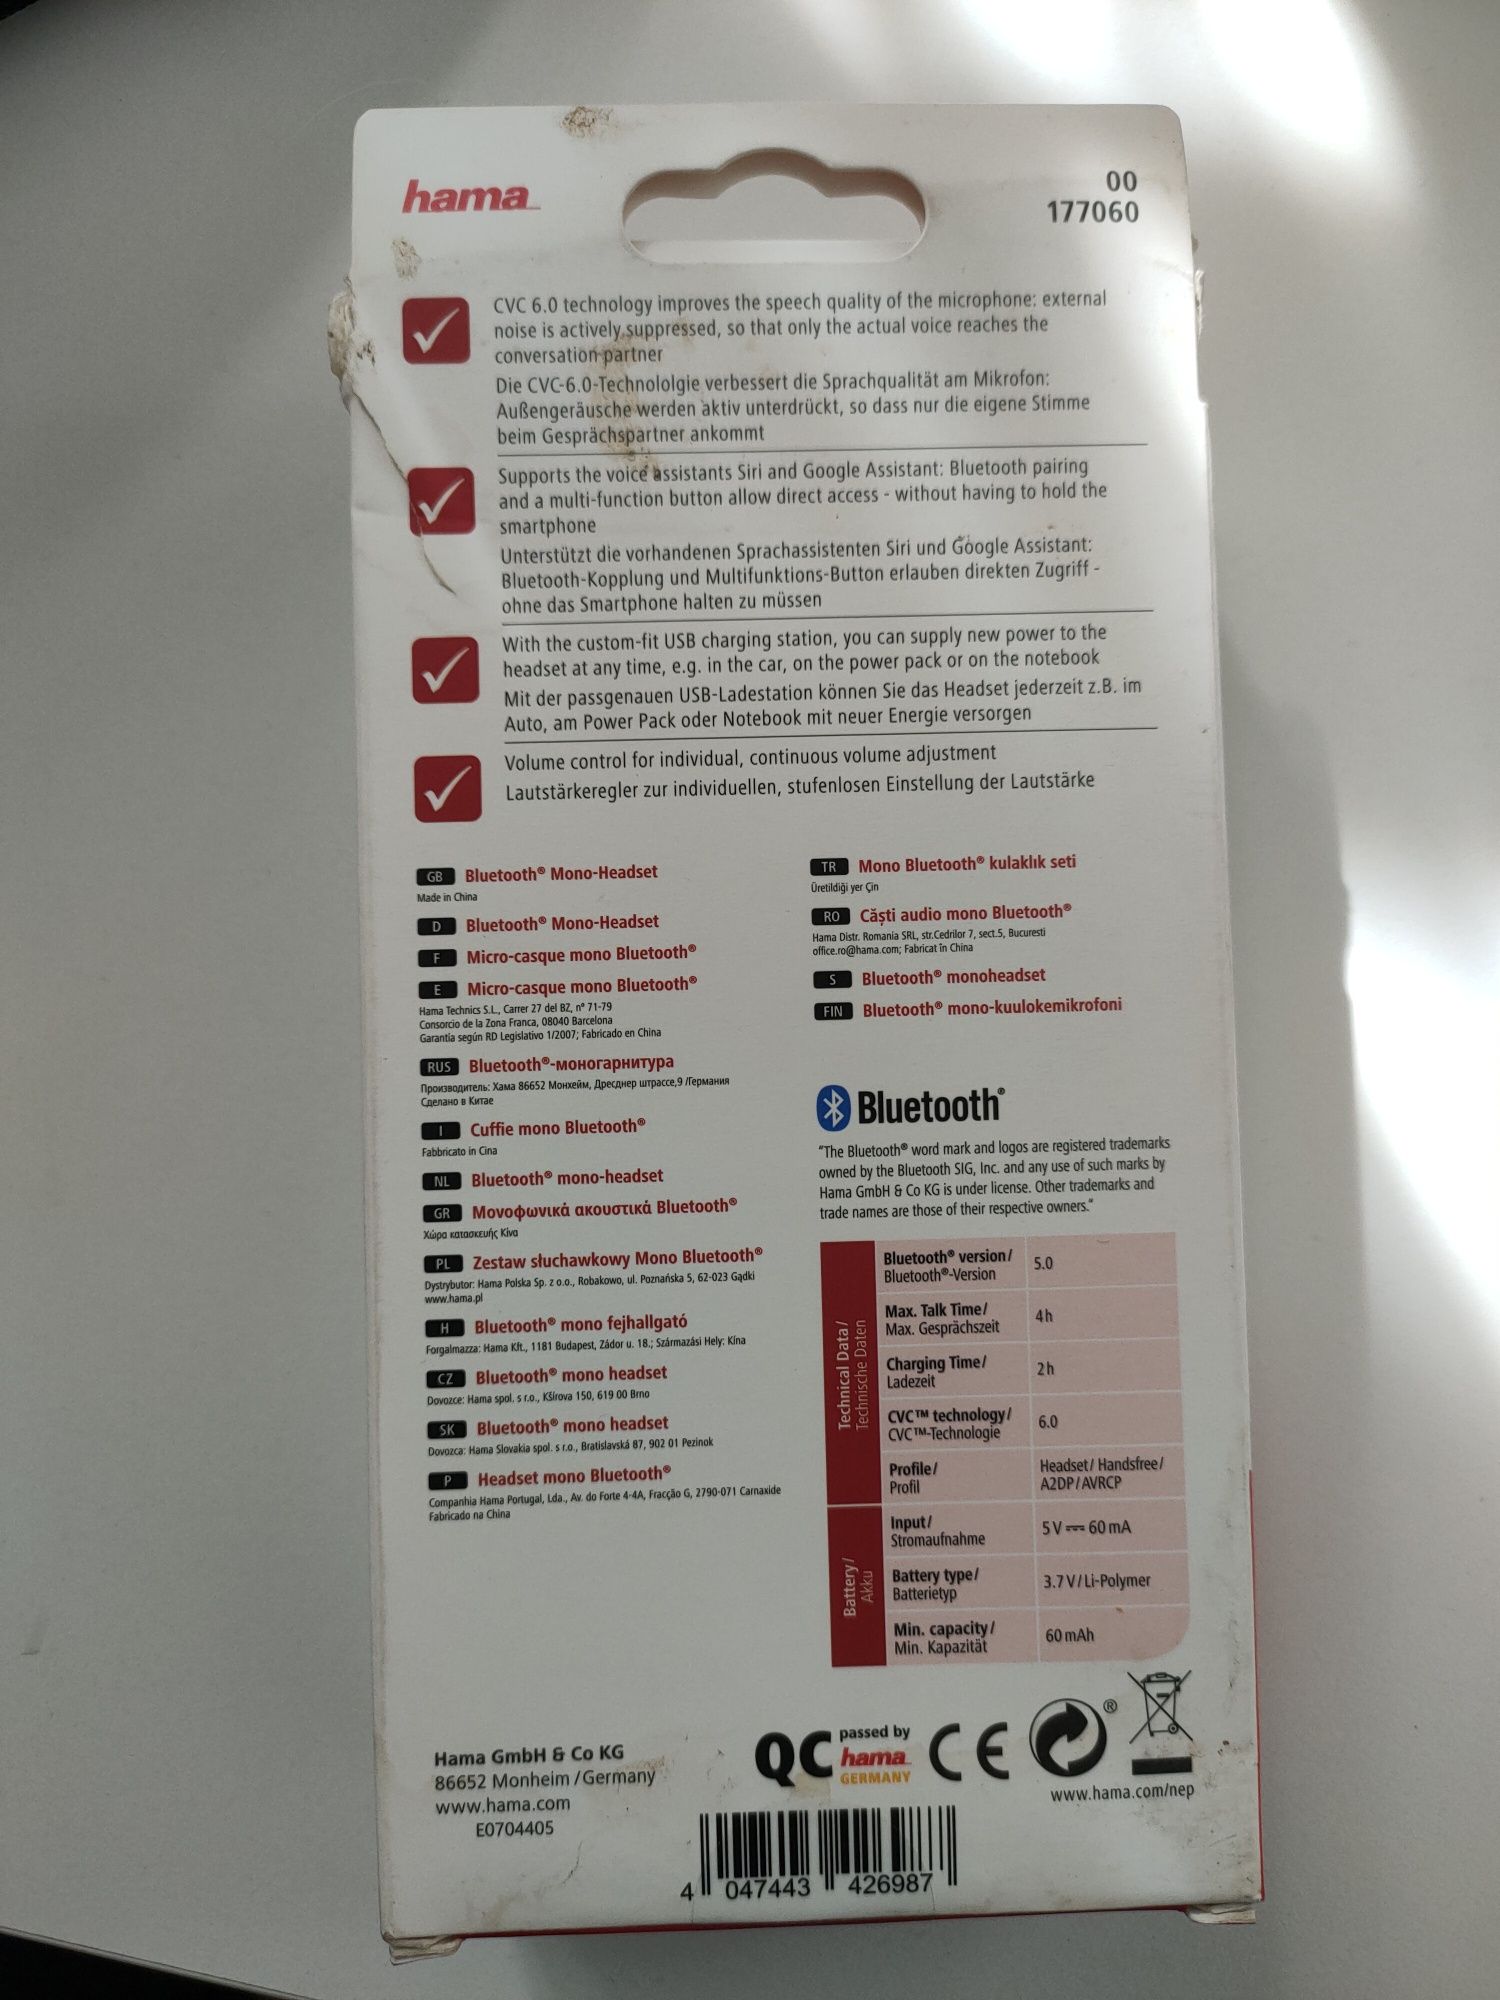 hama
00
177060
CVC 6.0 technology improves the speech quality of the microphone: external
noise is actively suppressed, so that only the actual voice reaches the
conversation partner
Die CVC-6.0-Technololgie verbessert die Sprachqualität am Mikrofon:
Außengeräusche werden aktiv unterdrückt, so dass nur die eigene Stimme
beim Gesprächspartner ankommt
Supports the voice assistants Siri and Google Assistant: Bluetooth pairing
and a multi-function button allow direct access - without having to hold the
smartphone
Unterstützt die vorhandenen Sprachassistenten Siri und Google Assistant:
Bluetooth-Kopplung und Multifunktions-Button erlauben direkten Zugriff -
ohne das Smartphone halten zu müssen
With the custom-fit USB charging station, you can supply new power to the
headset at any time, e.g. in the car, on the power pack or on the notebook
Mit der passgenauen USB-Ladestation können Sie das Headset jederzeit z.B. im
Auto, am Power Pack oder Notebook mit neuer Energie versorgen
Volume control for individual, continuous volume adjustment
Lautstärkeregler zur individuellen, stufenlosen Einstellung der Lautstärke
GB Bluetooth® Mono-Headset
Made in China
D Bluetooth® Mono-Headset
F Micro-casque mono Bluetooth®
E Micro-casque mono Bluetooth®
Hama Technics S.L., Carrer 27 del BZ, nº 71-79
Consorcio de la Zona Franca, 08040 Barcelona
Garantía según RD Legislativo 1/2007; Fabricado en China
RUS Bluetooth®-моногарнитура
Производитель: Хама 86652 Монхейм, Дресднер штрассе,9 /Германия
Сделано в Китае
I Cuffie mono Bluetooth®
Fabbricato in Cina
NL Bluetooth® mono-headset
GR Μονοφωνικά ακουστικά Bluetooth®
Χώρα κατασκευής Κίνα
PL Zestaw słuchawkowy Mono Bluetooth®
Dystrybutor: Hama Polska Sp. z o.o., Robakowo, ul. Poznańska 5, 62-023 Gądki
www.hama.pl
H Bluetooth® mono fejhallgató
Forgalmazza: Hama Kft., 1181 Budapest, Zádor u. 18.; Származási Hely: Kína
CZ Bluetooth® mono headset
Dovozce: Hama spol. s r.o., Kšírova 150, 619 00 Brno
SK Bluetooth® mono headset
Dovozca: Hama Slovakia spol. s r.o., Bratislavská 87, 902 01 Pezinok
P Headset mono Bluetooth®
Companhia Hama Portugal, Lda., Av. do Forte 4-4A, Fracção G, 2790-071 Carnaxide
Fabricado na China
TR Mono Bluetooth® kulaklık seti
Üretildiği yer Çin
RO Căşti audio mono Bluetooth®
Hama Distr. Romania SRL, str.Cedrilor 7, sect.5, Bucuresti
office.ro@hama.com; Fabricat în China
S Bluetooth® monoheadset
FIN Bluetooth® mono-kuulokemikrofoni
Bluetooth®
"The Bluetooth® word mark and logos are registered trademarks
owned by the Bluetooth SIG, Inc. and any use of such marks by
Hama GmbH & Co KG is under license. Other trademarks and
trade names are those of their respective owners."
Technical Data/
Technische Daten
Bluetooth® version/
Bluetooth®-Version
5.0
Max. Talk Time/
Max. Gesprächszeit
4 h
Charging Time/
Ladezeit
2 h
CVC™ technology/
CVC™-Technologie
6.0
Profile/
Profil
Headset/ Handsfree/
A2DP/AVRCP
Battery/
Akku
Input/
Stromaufnahme
5 V ⎓ 60 mA
Battery type/
Batterietyp
3.7 V/Li-Polymer
Min. capacity/
Min. Kapazität
60 mAh
Hama GmbH & Co KG
86652 Monheim/Germany
www.hama.com
E0704405
QC passed by
hama
GERMANY
CE
®
www.hama.com/nep
4 047443 426987